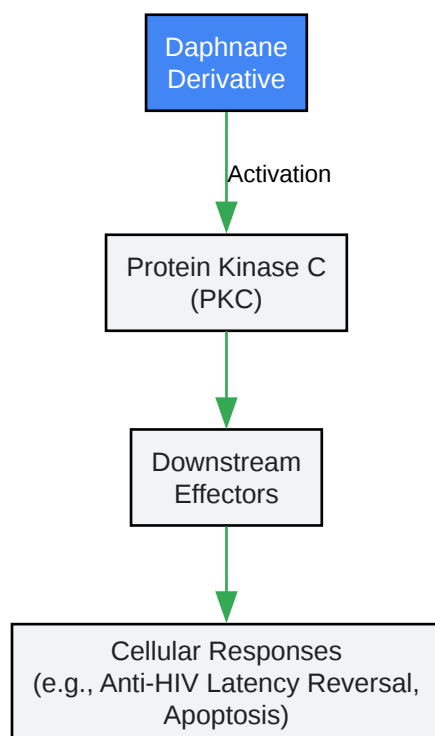 Daphnane
Derivative
Activation
Protein Kinase C
(PKC)
Downstream
Effectors
Cellular Responses
(e.g., Anti-HIV Latency Reversal,
Apoptosis)